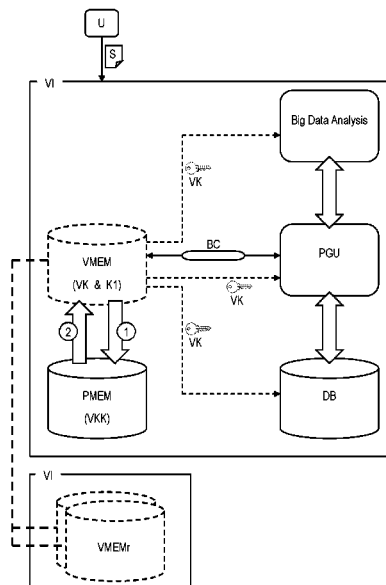 U
S
VI
Big Data Analysis
VK
BC
VMEM
(VK & K1)
PGU
VK
2
1
VK
PMEM
(VKK)
DB
VI
VMEMr